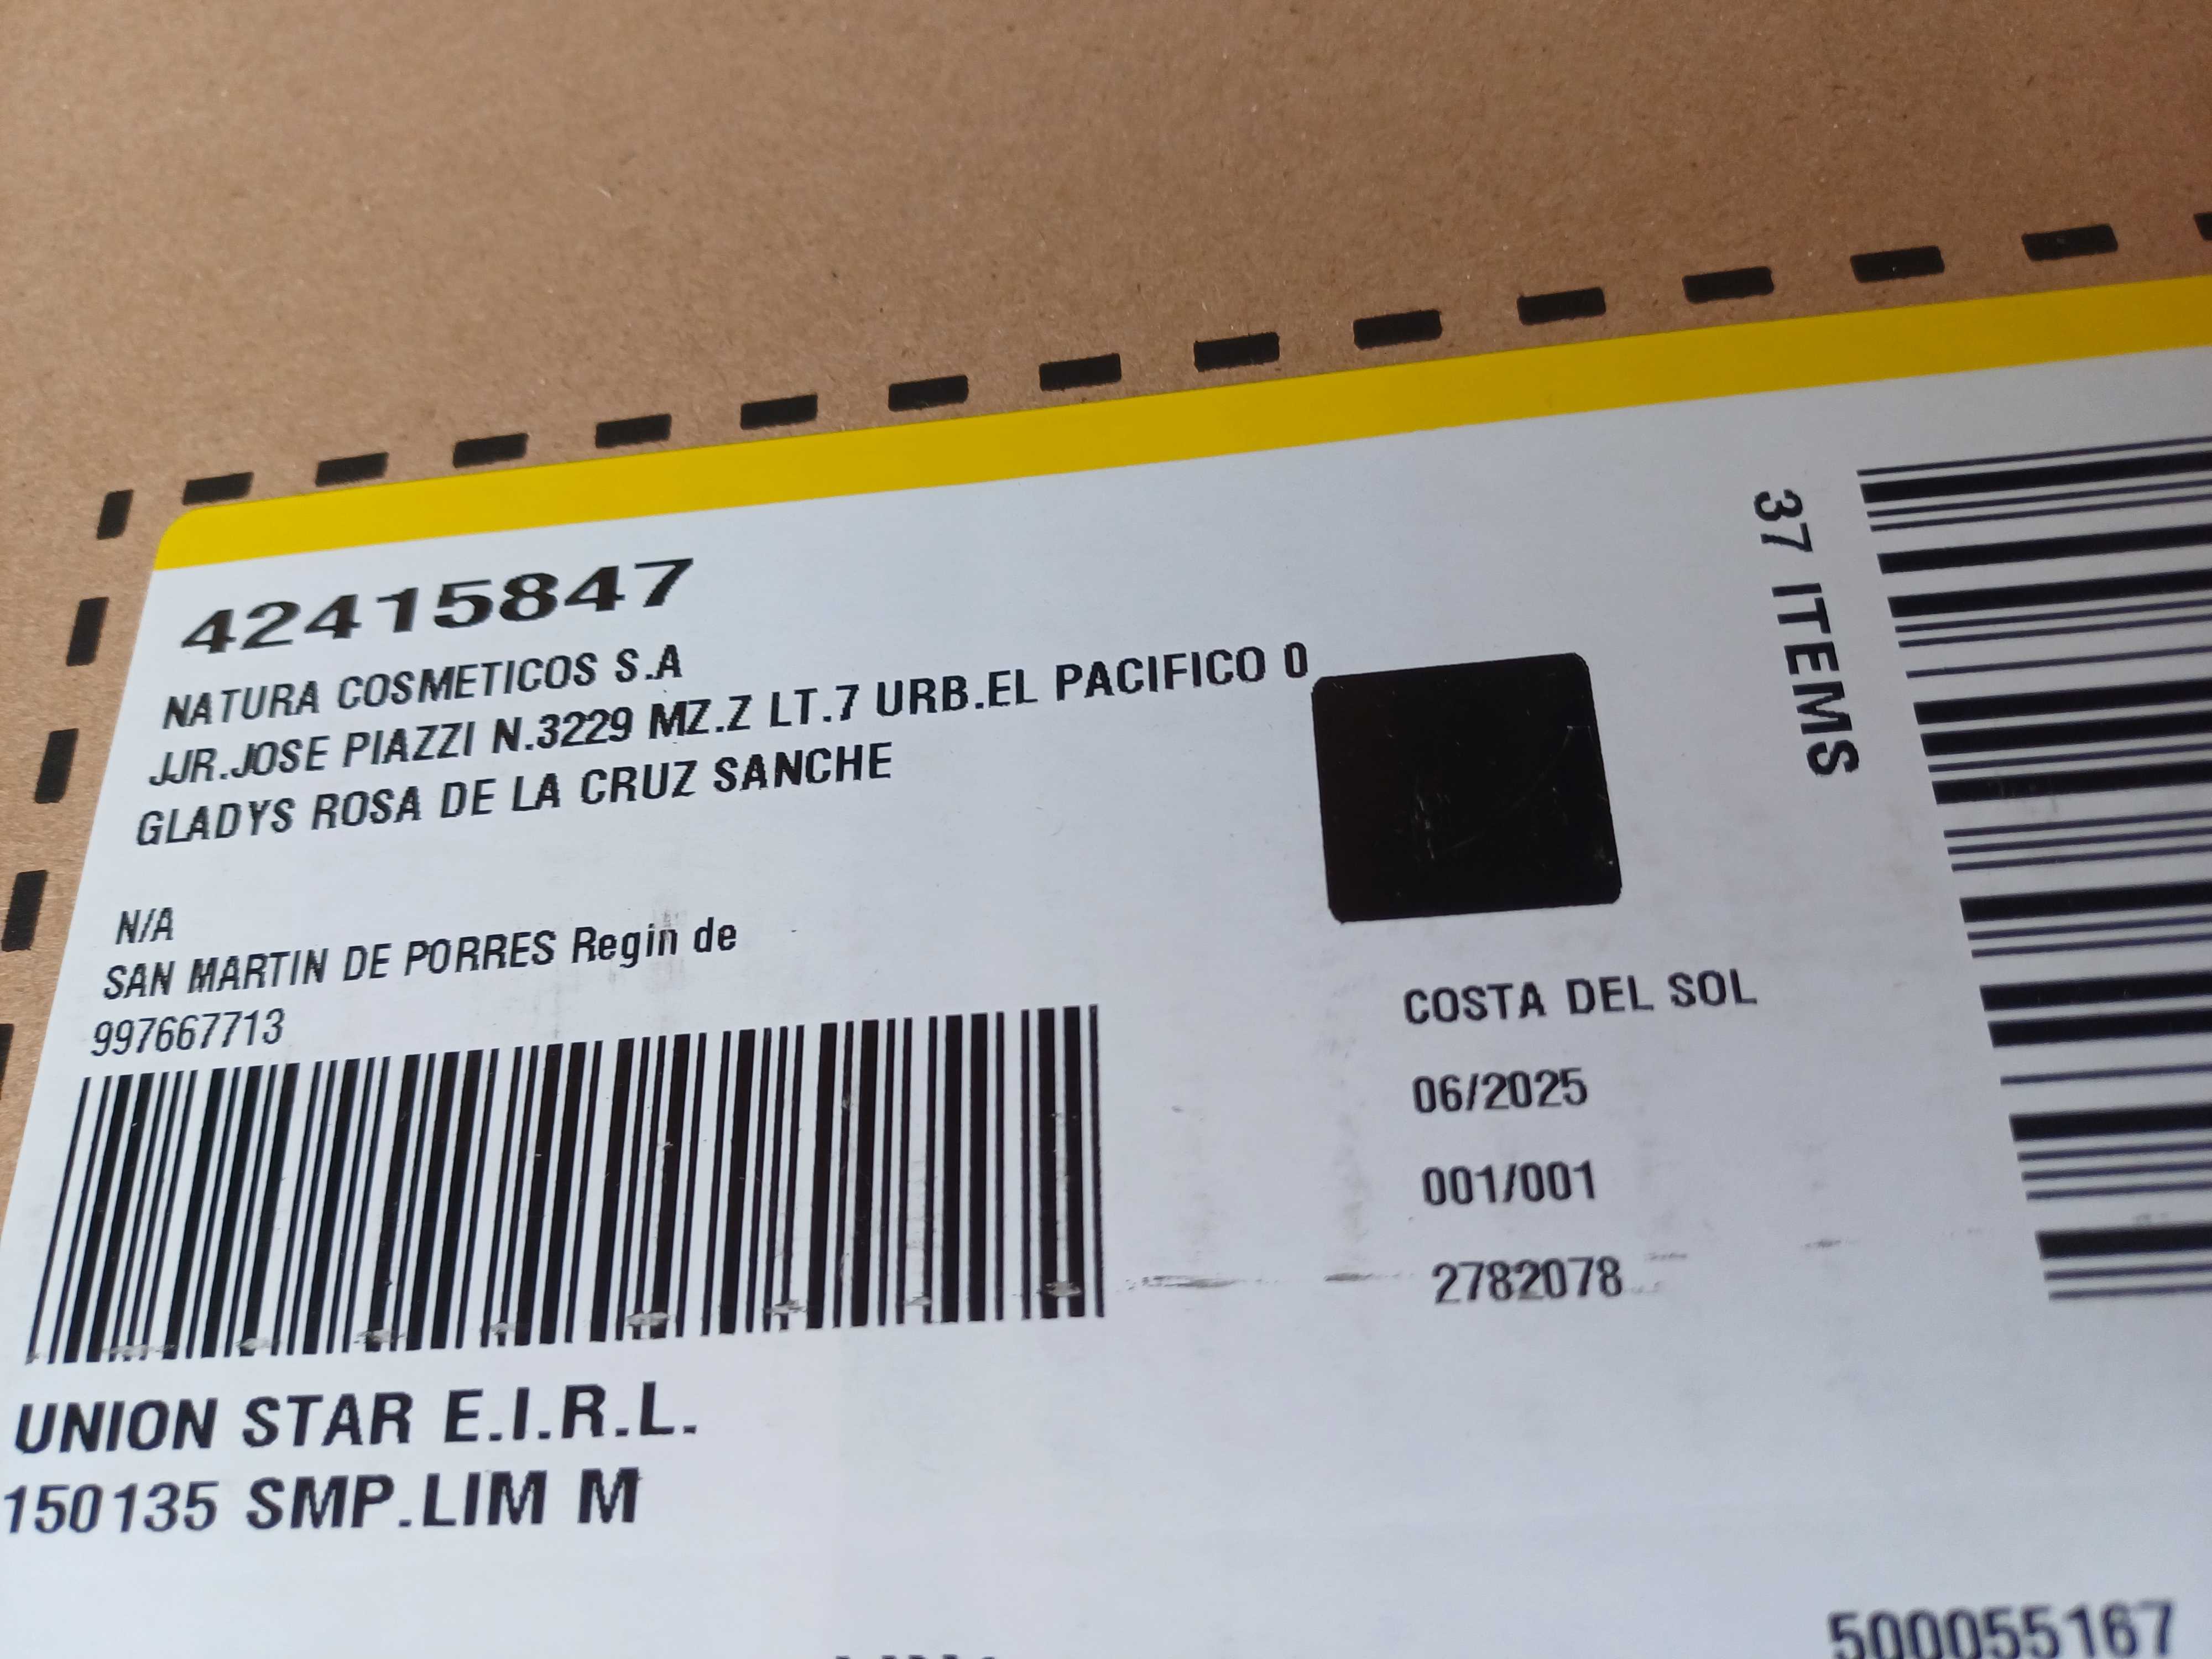 42415847
NATURA COSMETICOS S.A
JJR.JOSE PIAZZI N.3229 MZ.Z LT.7 URB.EL PACIFICO 0
GLADYS ROSA DE LA CRUZ SANCHE
N/A
SAN MARTIN DE PORRES Regin de
997667713
UNION STAR E.I.R.L.
150135 SMP.LIM M
37 ITEMS
COSTA DEL SOL
06/2025
001/001
2782078
500055167